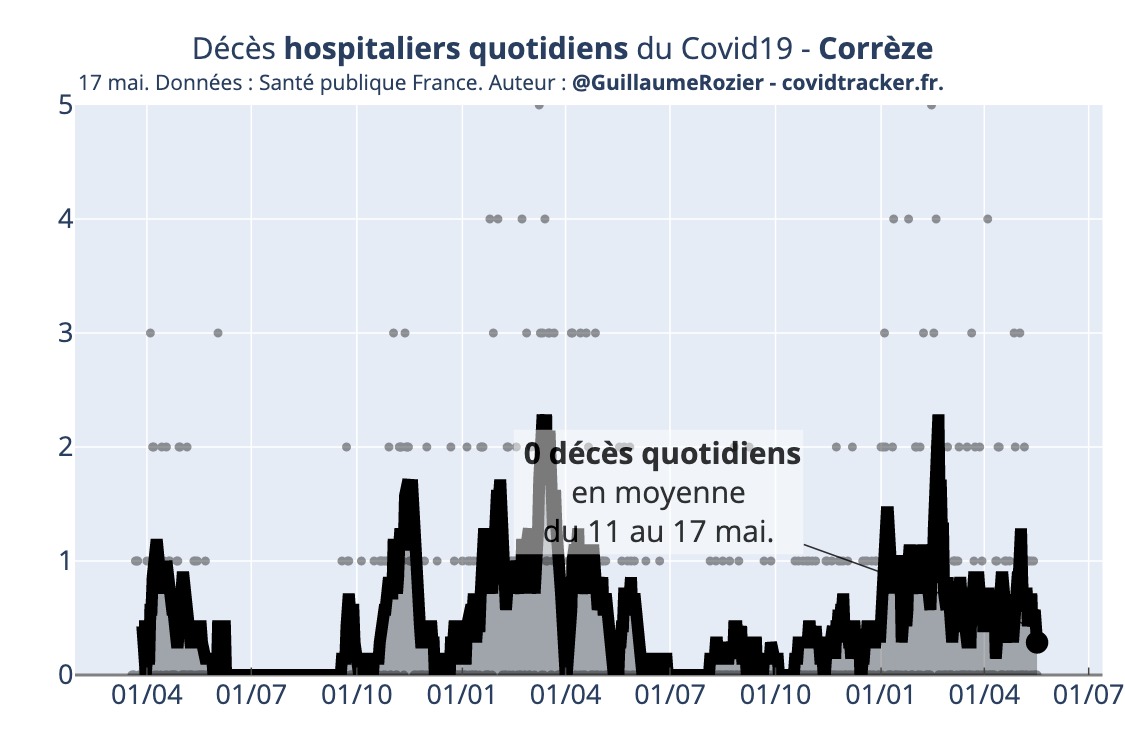 Décès hospitaliers quotidiens du Covid19 - Corrèze
17 mai. Données : Santé publique France. Auteur : @GuillaumeRozier - covidtracker.fr.
5
4
3
2
0 décès quotidiens
en moyenne
du 11 au 17 mai.
1
0
01/04 01/07 01/10 01/01 01/04 01/07 01/10 01/01 01/04 01/07